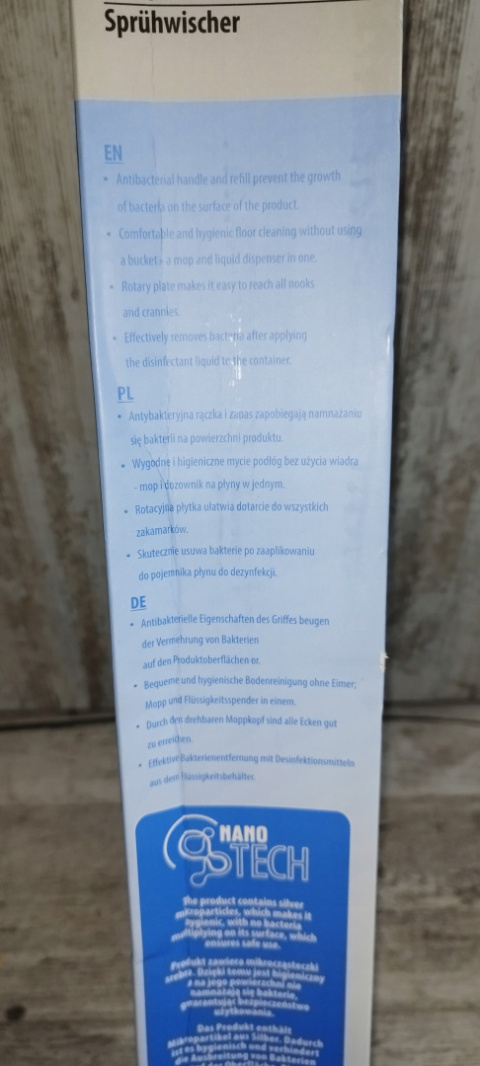 Sprühwischer
EN
• Antibacterial handle and refill prevent the growth
of bacteria on the surface of the product.
• Comfortable and hygienic floor cleaning without using
a bucket - a mop and liquid dispenser in one.
• Rotary plate makes it easy to reach all nooks
and crannies.
• Effectively removes bacteria after applying
the disinfectant liquid to the container.
PL
• Antybakteryjna rączka i zapas zapobiegają namnażaniu
się bakterii na powierzchni produktu.
• Wygodne i higieniczne mycie podłóg bez użycia wiadra
- mop i dozownik na płyny w jednym.
• Rotacyjna płytka ułatwia dotarcie do wszystkich
zakamarków.
• Skutecznie usuwa bakterie po zaaplikowaniu
do pojemnika płynu do dezynfekcji.
DE
• Antibakterielle Eigenschaften des Griffes beugen
der Vermehrung von Bakterien
auf den Produktoberflächen or.
• Bequeme und hygienische Bodenreinigung ohne Eimer;
Mopp und Flüssigkeitsspender in einem.
• Durch den drehbaren Moppkopf sind alle Ecken gut
zu erreichen.
• Effektive Bakterienentfernung mit Desinfektionsmitteln
aus dem Flüssigkeitsbehälter.
NANO
TECH
The product contains silver
mikroparticles, which makes it
hygienic, with no bacteria
multiplying on its surface, which
ensures safe use.
Produkt zawiera mikrocząsteczki
srebra. Dzięki temu jest higieniczny
a na jego powierzchni nie
namnażają się bakterie,
gwarantując bezpieczeństwo
użytkowania.
Das Produkt enthält
Mikropartikel aus Silber. Dadurch
ist es hygienisch und verhindert
die Ausbreitung von Bakterien
auf der Oberfläche.